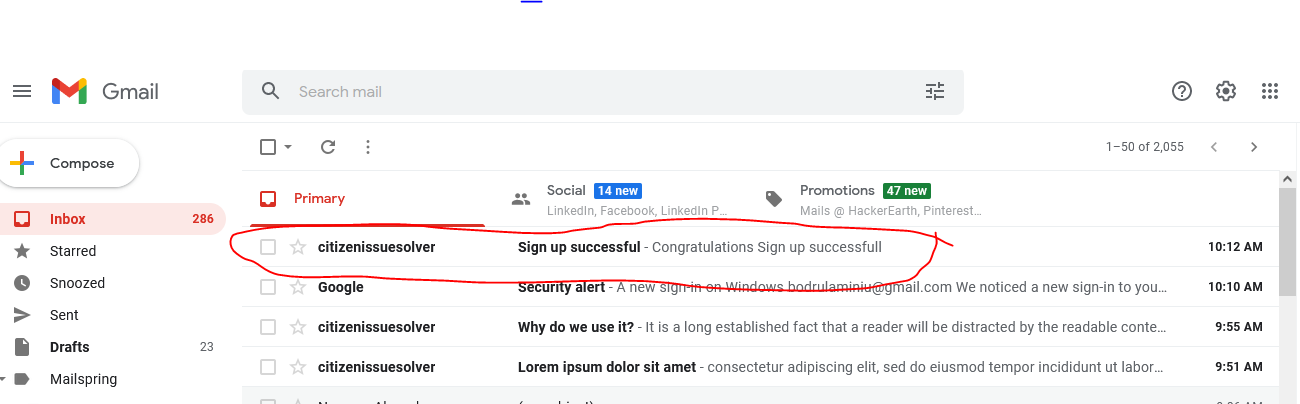 Gmail
Search mail
Compose
1–50 of 2,055
Primary
Social 14 new
LinkedIn, Facebook, LinkedIn P...
Promotions 47 new
Mails @ HackerEarth, Pinterest...
Inbox 286
Starred
Snoozed
Sent
Drafts 23
Mailspring
citizenissuesolver Sign up successful - Congratulations Sign up successfull 10:12 AM
Google Security alert - A new sign-in on Windows bodrulaminiu@gmail.com We noticed a new sign-in to you... 10:10 AM
citizenissuesolver Why do we use it? - It is a long established fact that a reader will be distracted by the readable conte... 9:55 AM
citizenissuesolver Lorem ipsum dolor sit amet - consectetur adipiscing elit, sed do eiusmod tempor incididunt ut labor... 9:51 AM